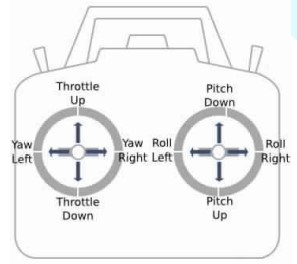 Throttle
Up
Pitch
Down
Yaw
Left
Yaw
Right
Roll
Left
Roll
Right
Throttle
Down
Pitch
Up